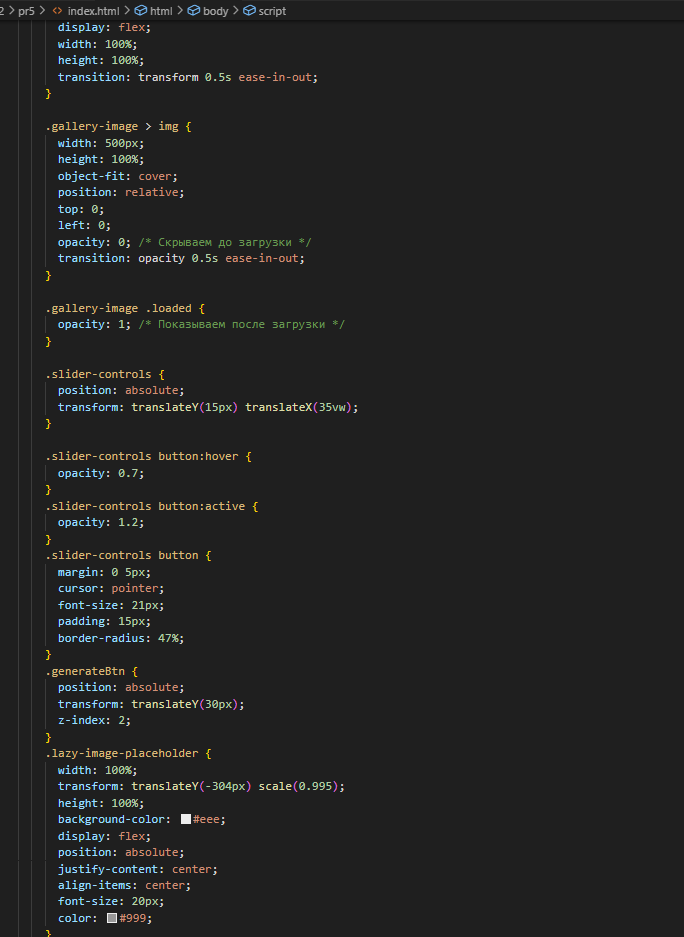 2 > pr5 > <> index.html > html > body > script
display: flex;
width: 100%;
height: 100%;
transition: transform 0.5s ease-in-out;
}
.gallery-image > img {
width: 500px;
height: 100%;
object-fit: cover;
position: relative;
top: 0;
left: 0;
opacity: 0; /* Скрываем до загрузки */
transition: opacity 0.5s ease-in-out;
}
.gallery-image .loaded {
opacity: 1; /* Показываем после загрузки */
}
.slider-controls {
position: absolute;
transform: translateY(15px) translateX(35vw);
}
.slider-controls button:hover {
opacity: 0.7;
}
.slider-controls button:active {
opacity: 1.2;
}
.slider-controls button {
margin: 0 5px;
cursor: pointer;
font-size: 21px;
padding: 15px;
border-radius: 47%;
}
.generateBtn {
position: absolute;
transform: translateY(30px);
z-index: 2;
}
.lazy-image-placeholder {
width: 100%;
transform: translateY(-304px) scale(0.995);
height: 100%;
background-color: #eee;
display: flex;
position: absolute;
justify-content: center;
align-items: center;
font-size: 20px;
color: #999;
}